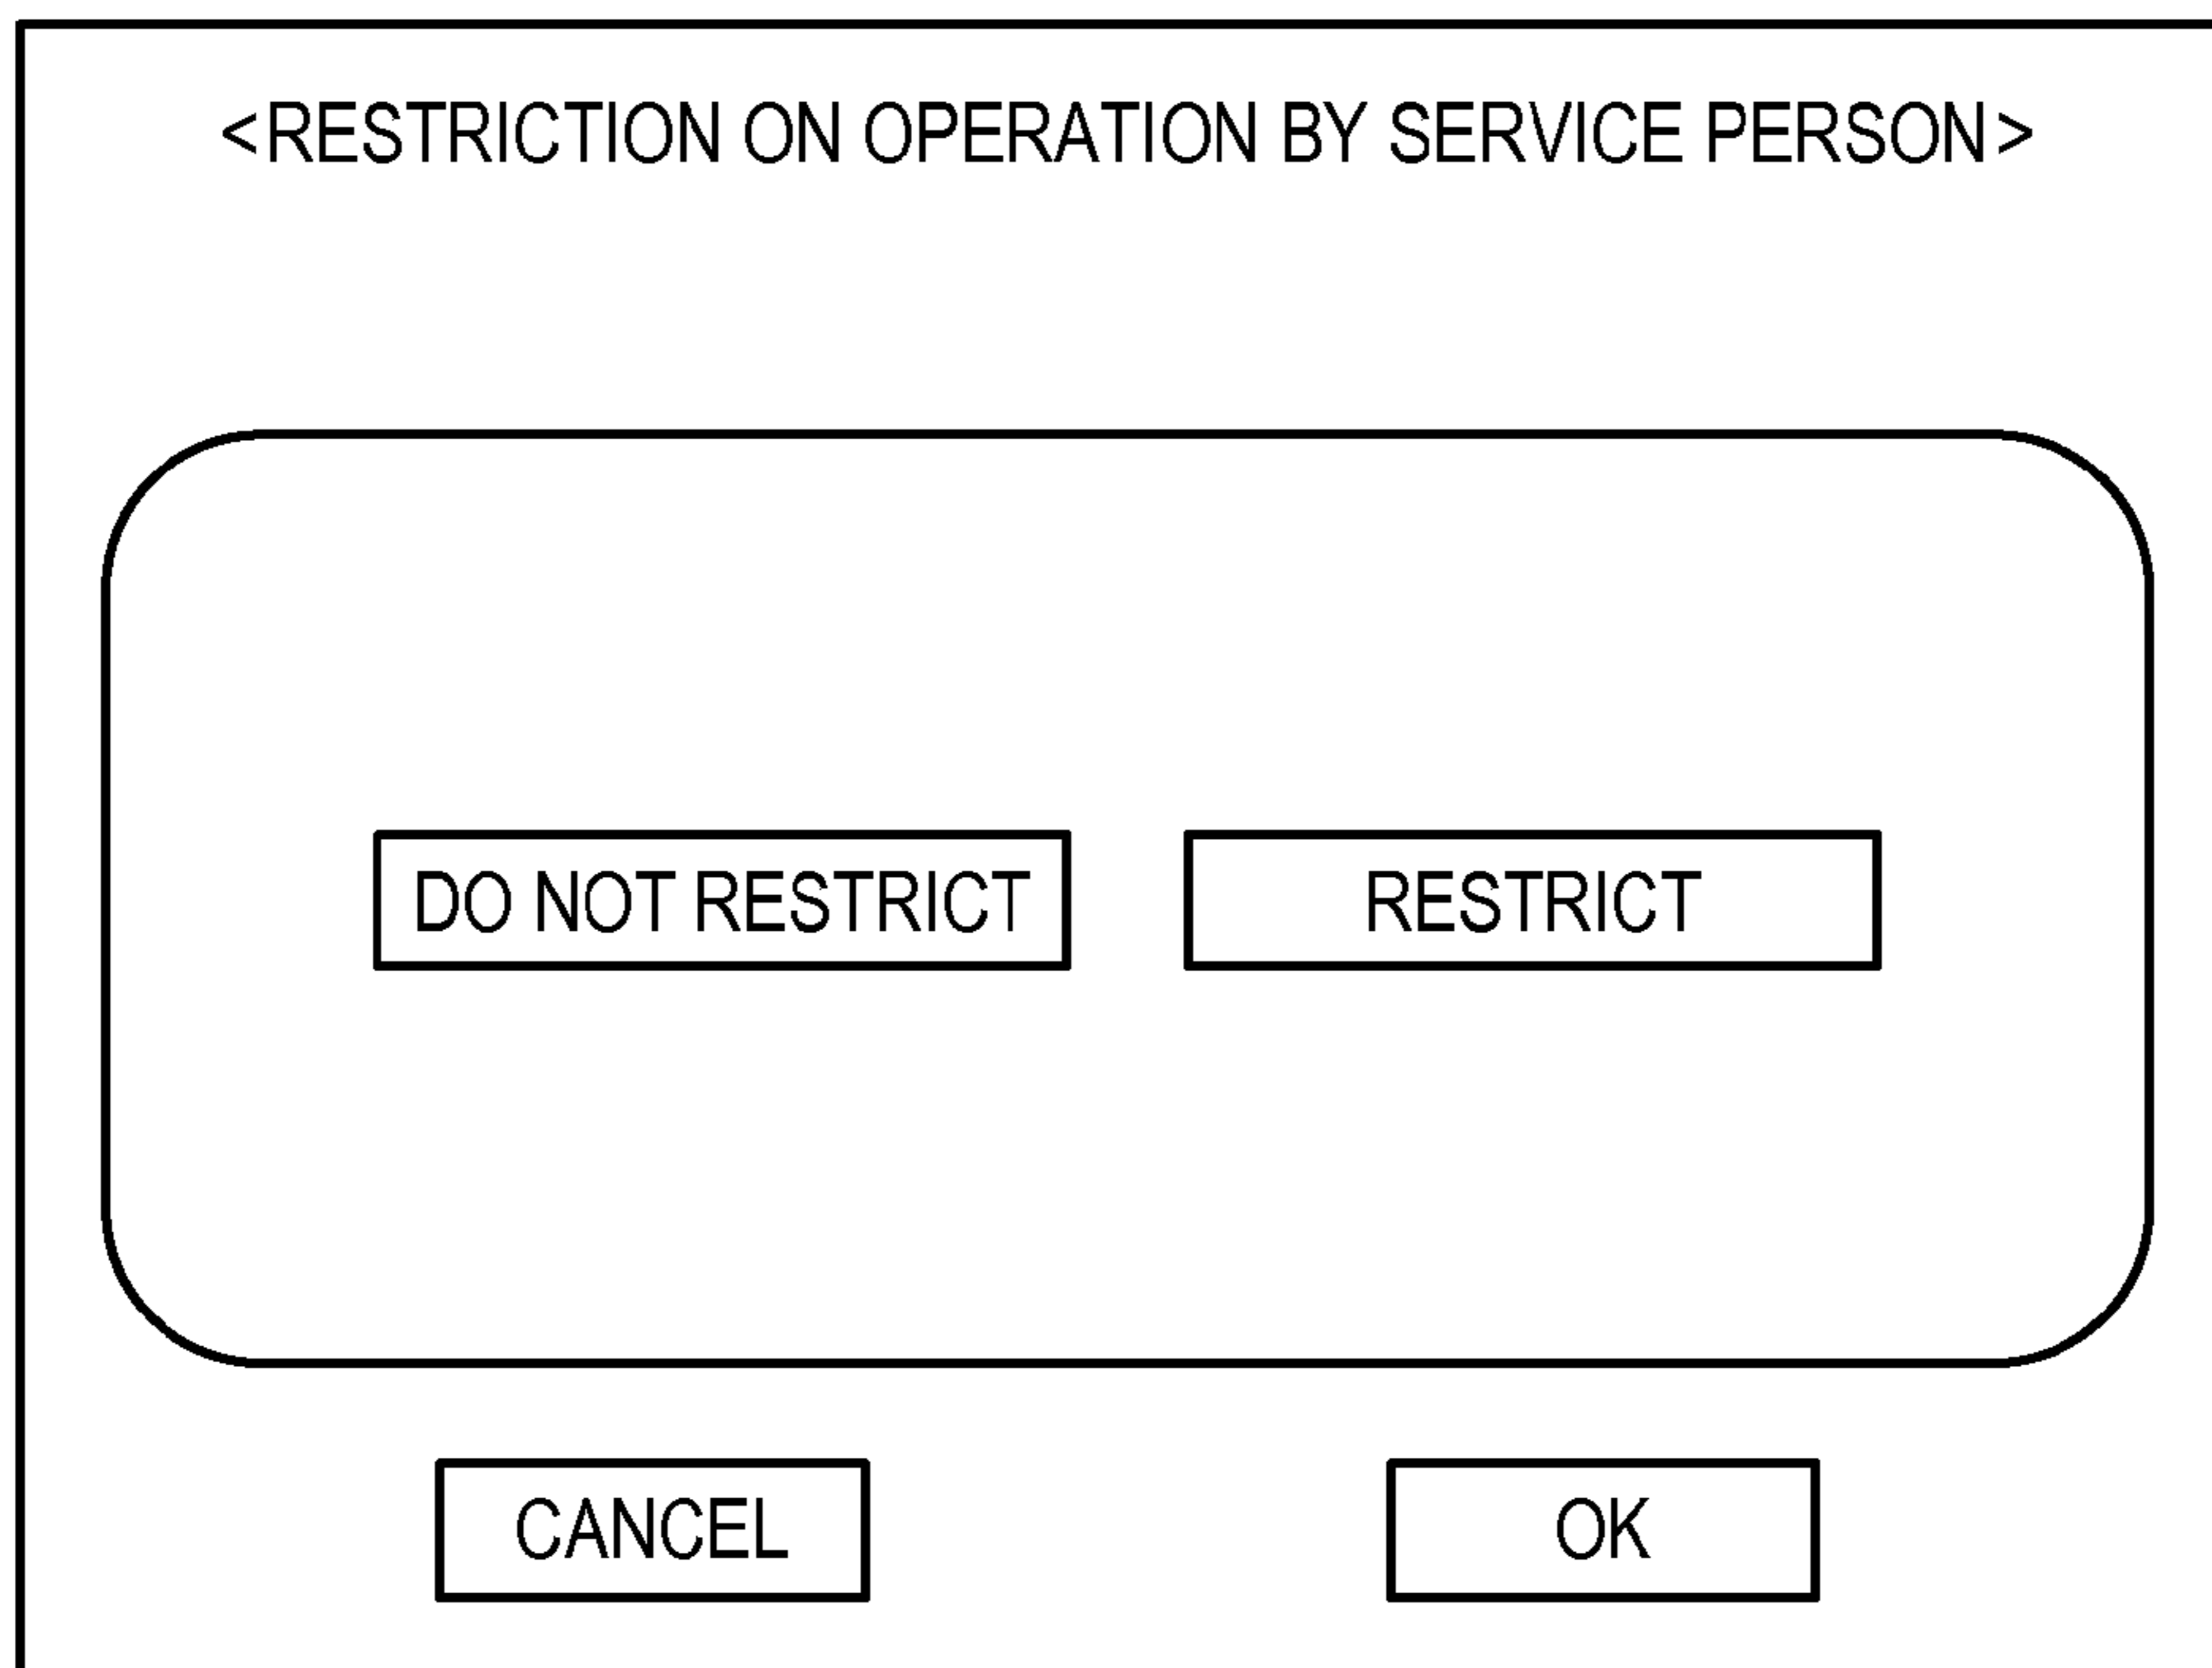 <RESTRICTION ON OPERATION BY SERVICE PERSON>
DO NOT RESTRICT
RESTRICT
CANCEL
OK